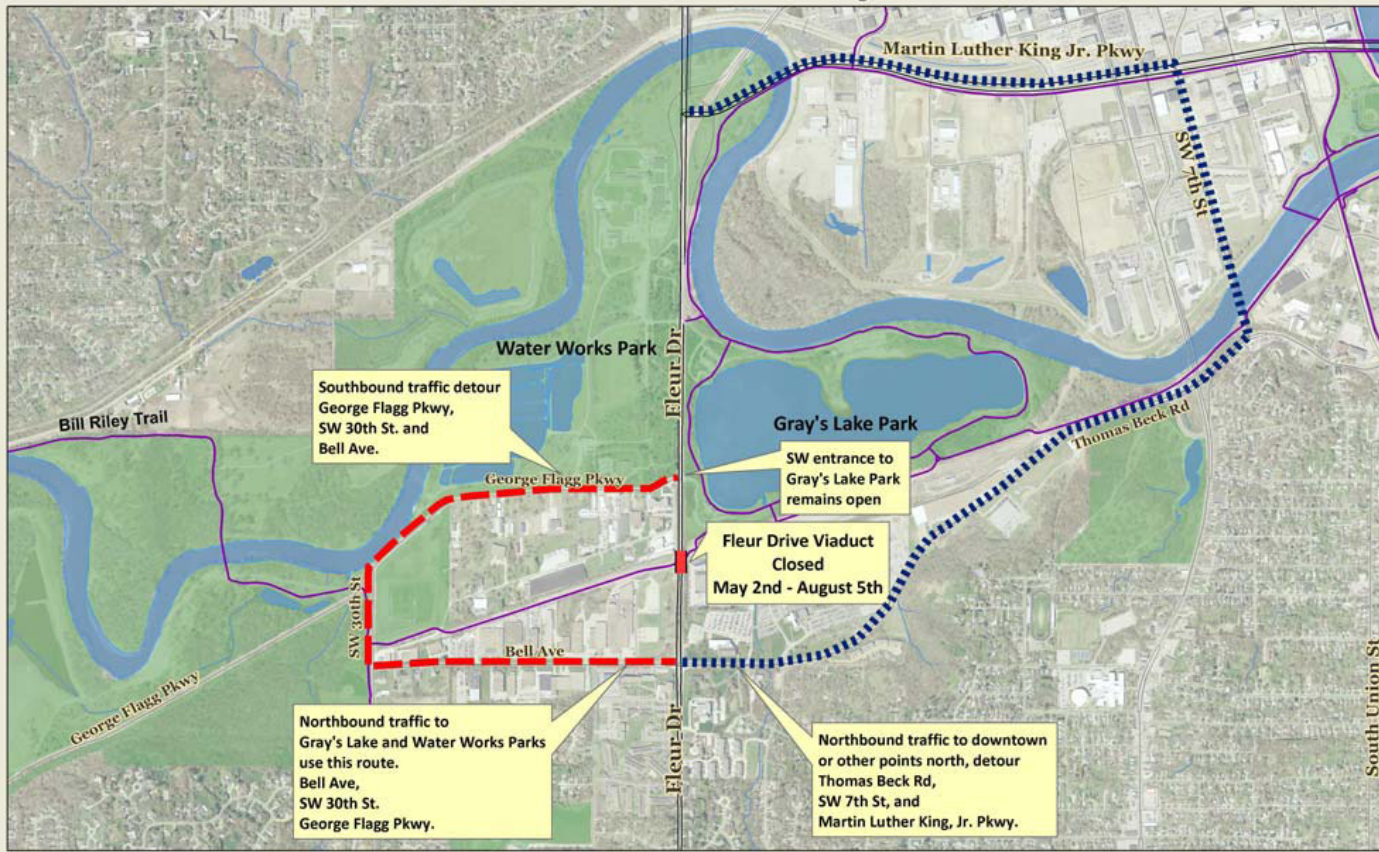 Martin Luther King Jr. Pkwy
SW 7th St
Water Works Park
Fleur Dr
Southbound traffic detour
George Flagg Pkwy,
SW 30th St. and
Bell Ave.
Bill Riley Trail
Gray's Lake Park
Thomas Beck Rd
SW entrance to
Gray's Lake Park
remains open
George Flagg Pkwy
Fleur Drive Viaduct
Closed
May 2nd - August 5th
SW 30th St
Bell Ave
George Flagg Pkwy
Fleur Dr
South Union St
Northbound traffic to
Gray's Lake and Water Works Parks
use this route.
Bell Ave,
SW 30th St.
George Flagg Pkwy.
Northbound traffic to downtown
or other points north, detour
Thomas Beck Rd,
SW 7th St, and
Martin Luther King, Jr. Pkwy.